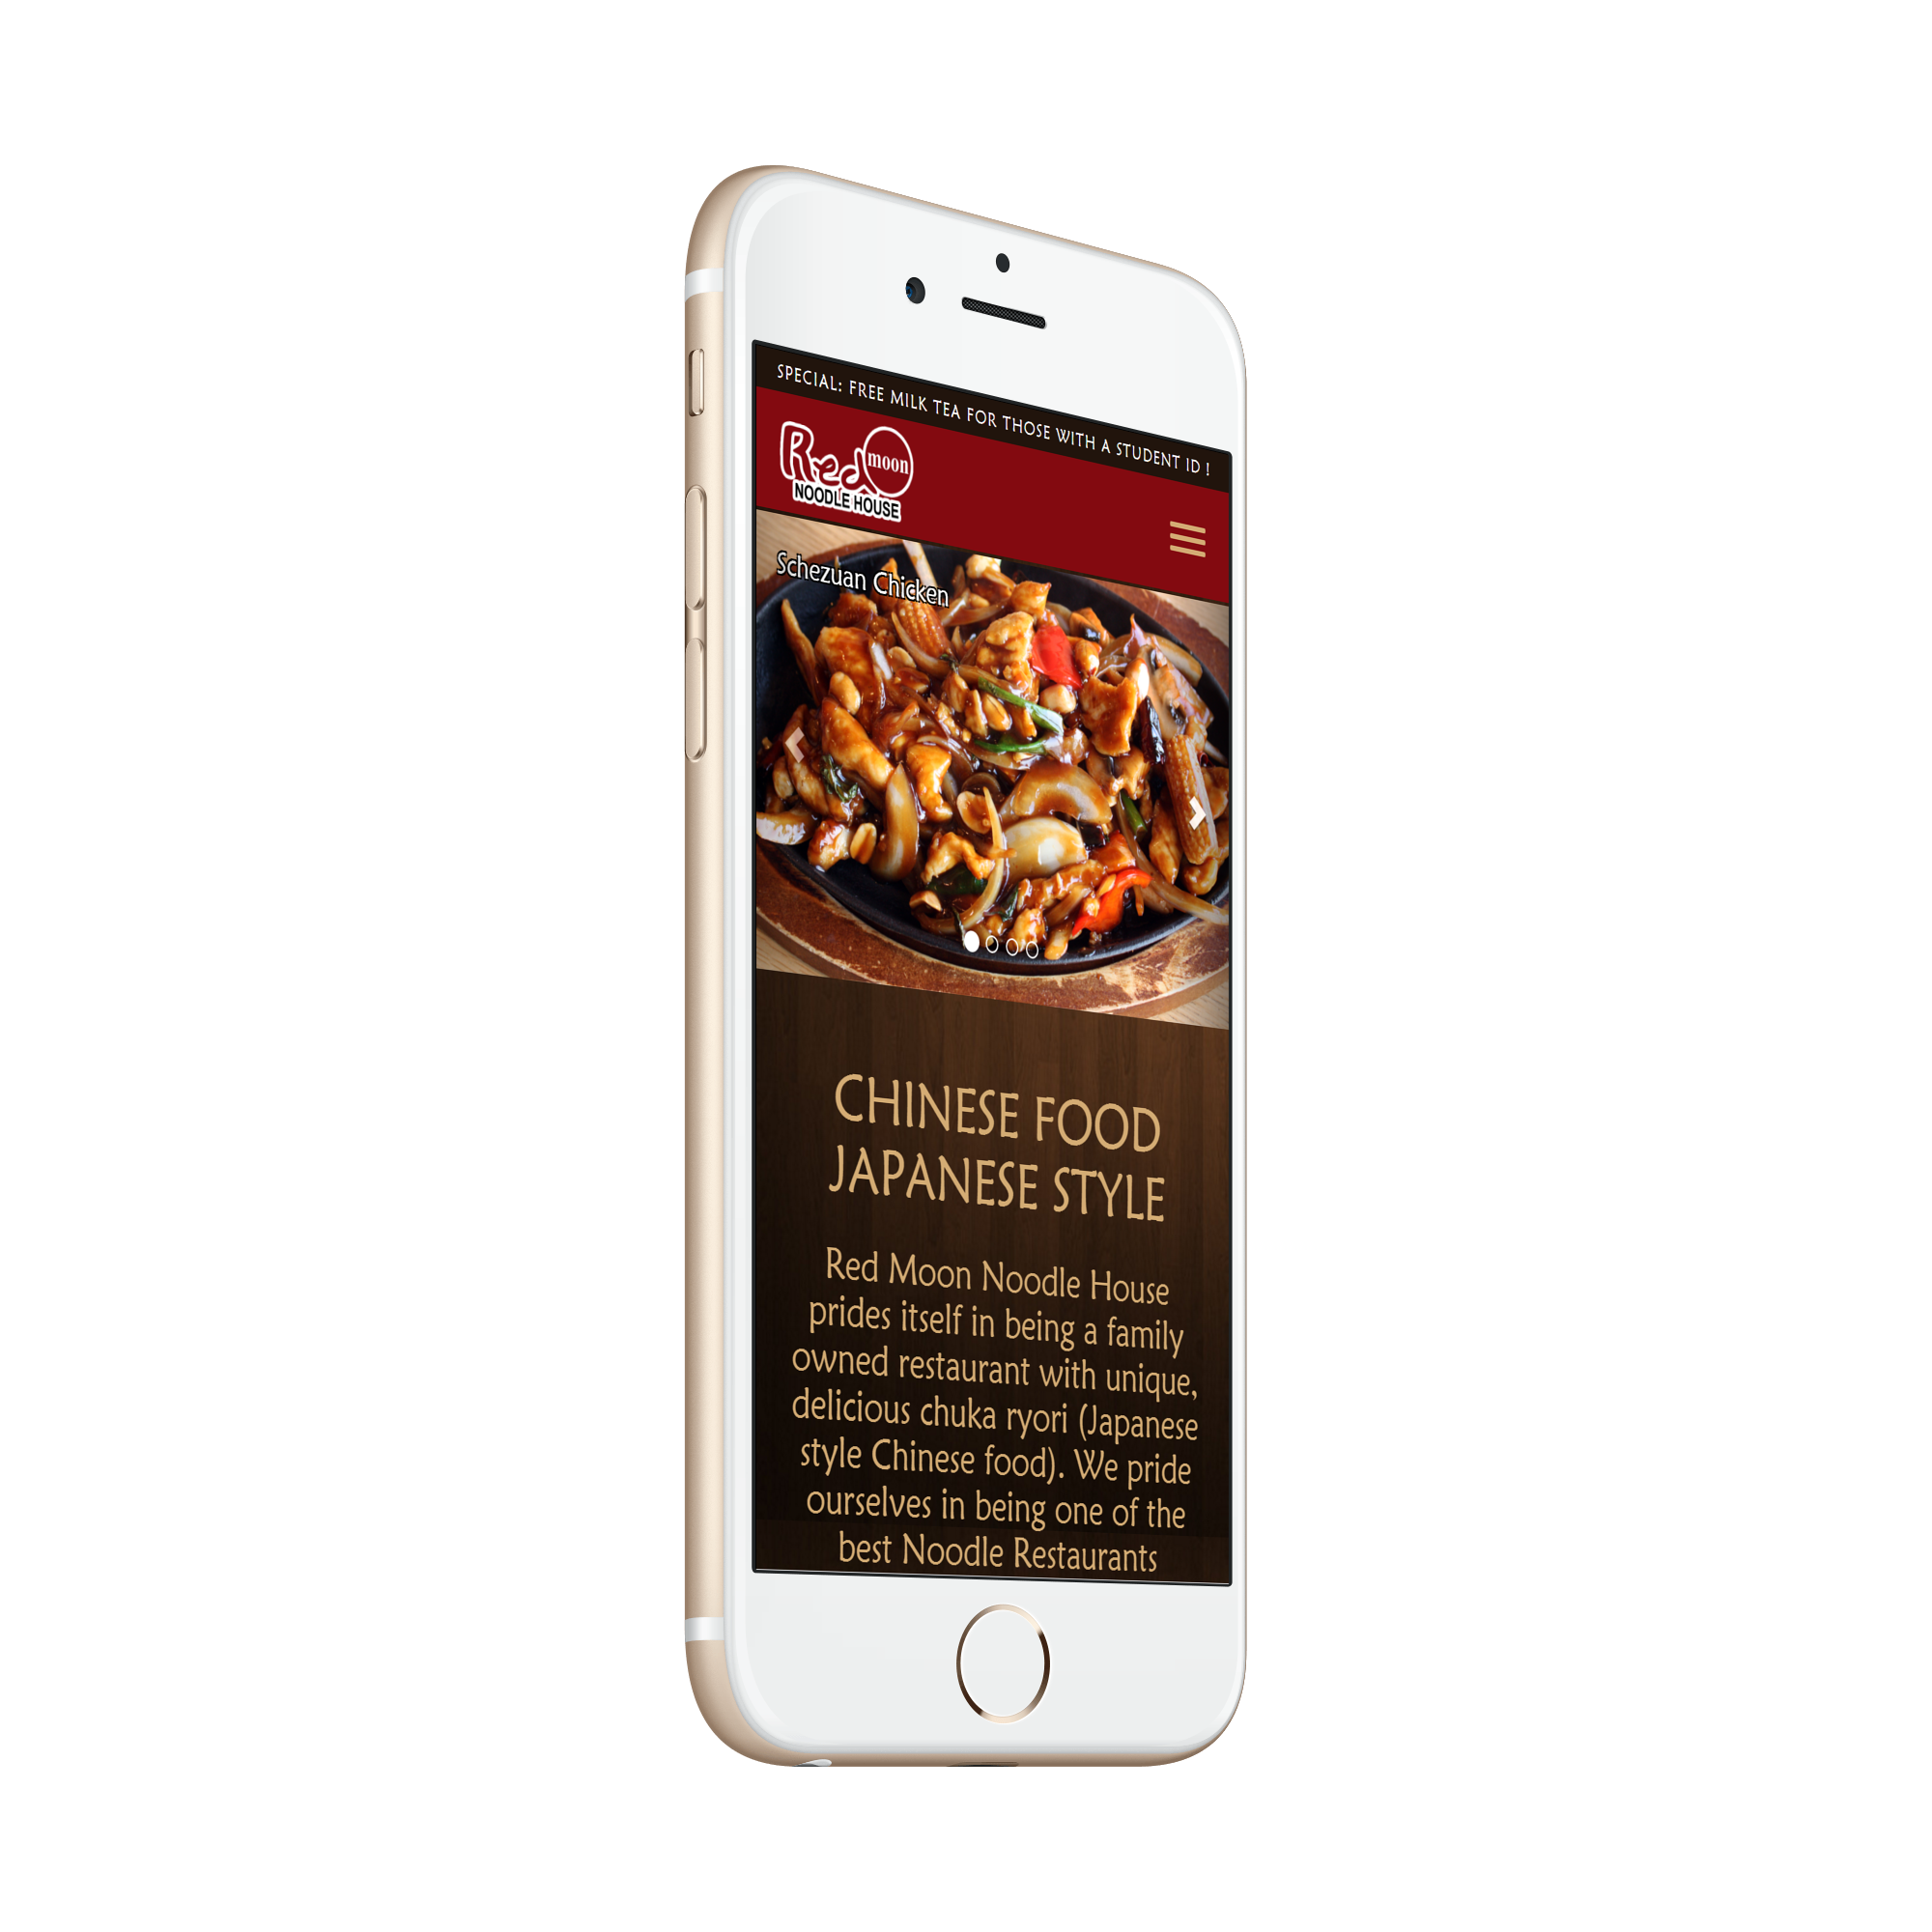 SPECIAL: FREE MILK TEA FOR THOSE WITH A STUDENT ID !
Red moon
NOODLE HOUSE
Schezuan Chicken
CHINESE FOOD
JAPANESE STYLE
Red Moon Noodle House
prides itself in being a family
owned restaurant with unique,
delicious chuka ryori (Japanese
style Chinese food). We pride
ourselves in being one of the
best Noodle Restaurants